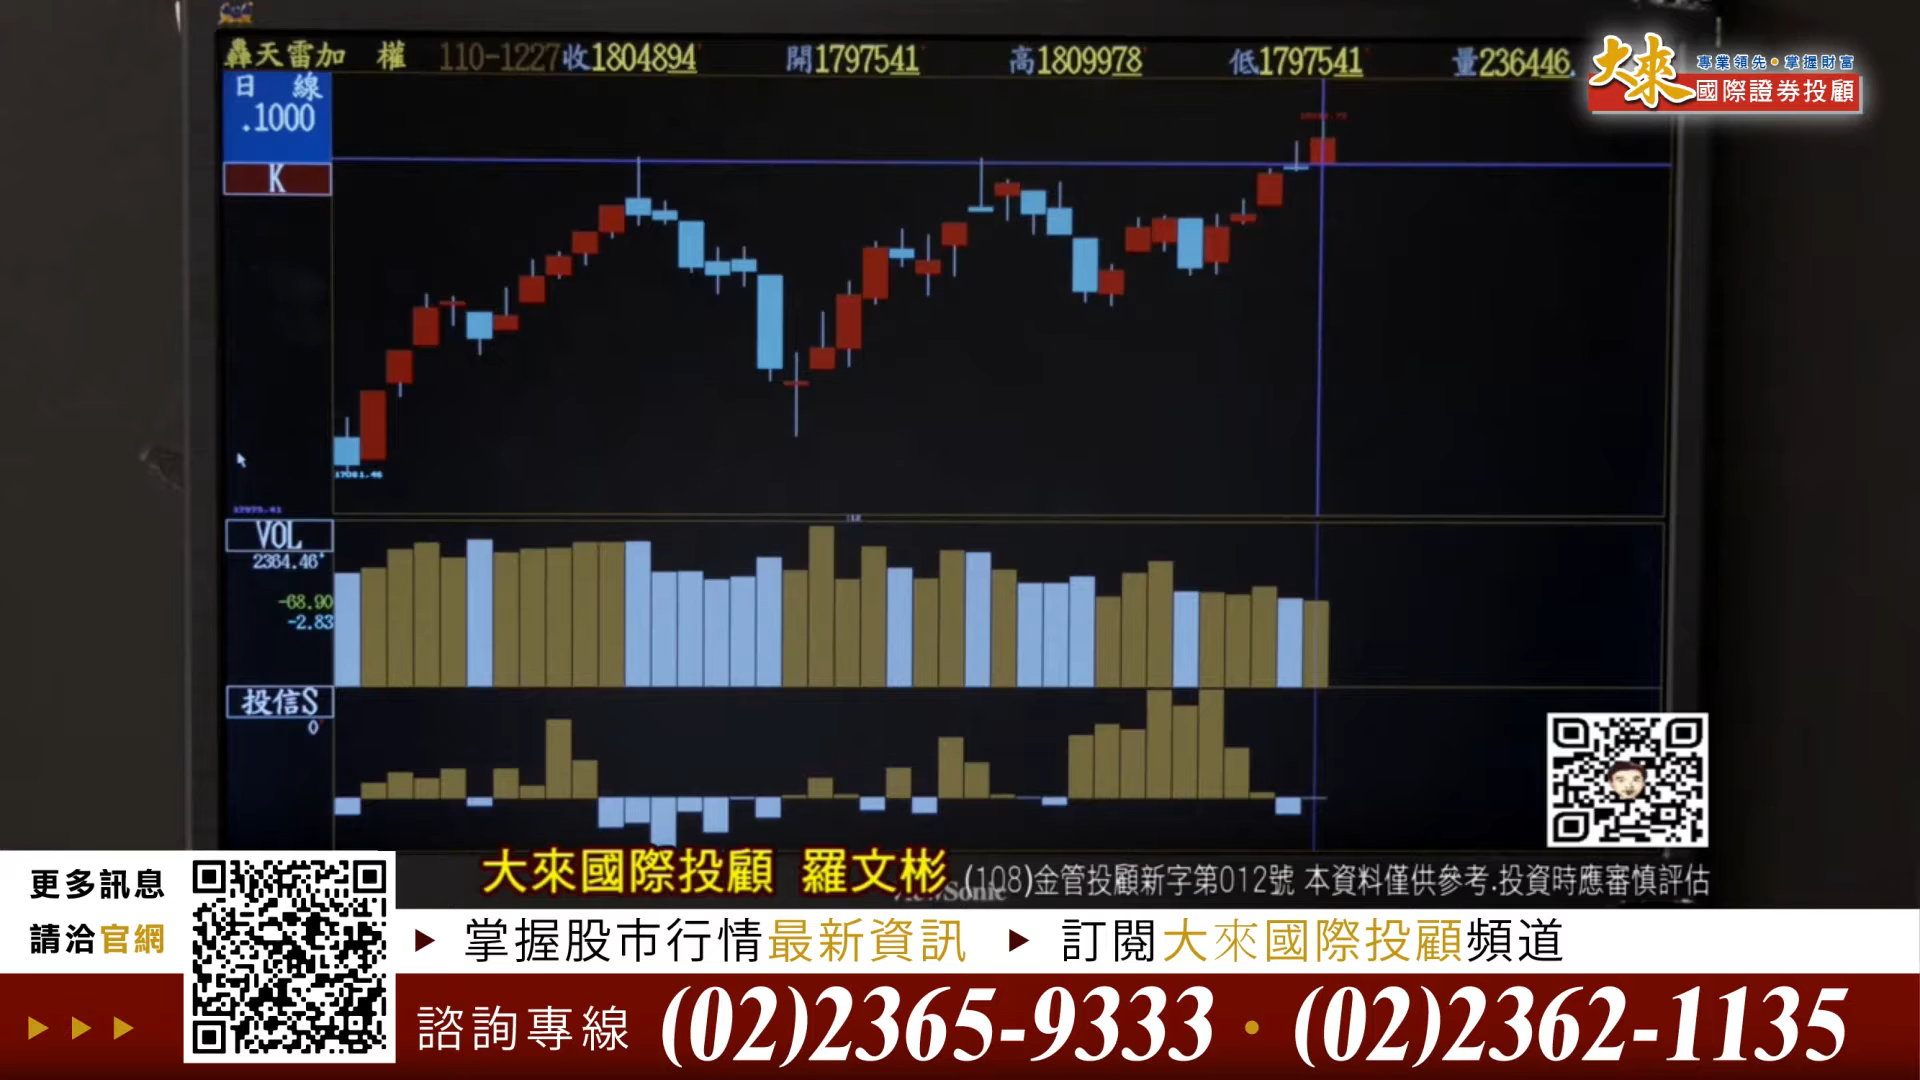 轟天雷加 權 110-1227收1804894 開1797541 高1809978 低1797541 量236446.
大來 專業領先•掌握財富
國際證券投顧
日 線
.1000
K
17081.46
VOL
2364.46
-68.90
-2.83
投信S
0
大來國際投顧 羅文彬 (108)金管投顧新字第012號 本資料僅供參考.投資時應審慎評估
更多訊息
請洽官網
掌握股市行情最新資訊 訂閱大來國際投顧頻道
諮詢專線 (02)2365-9333•(02)2362-1135